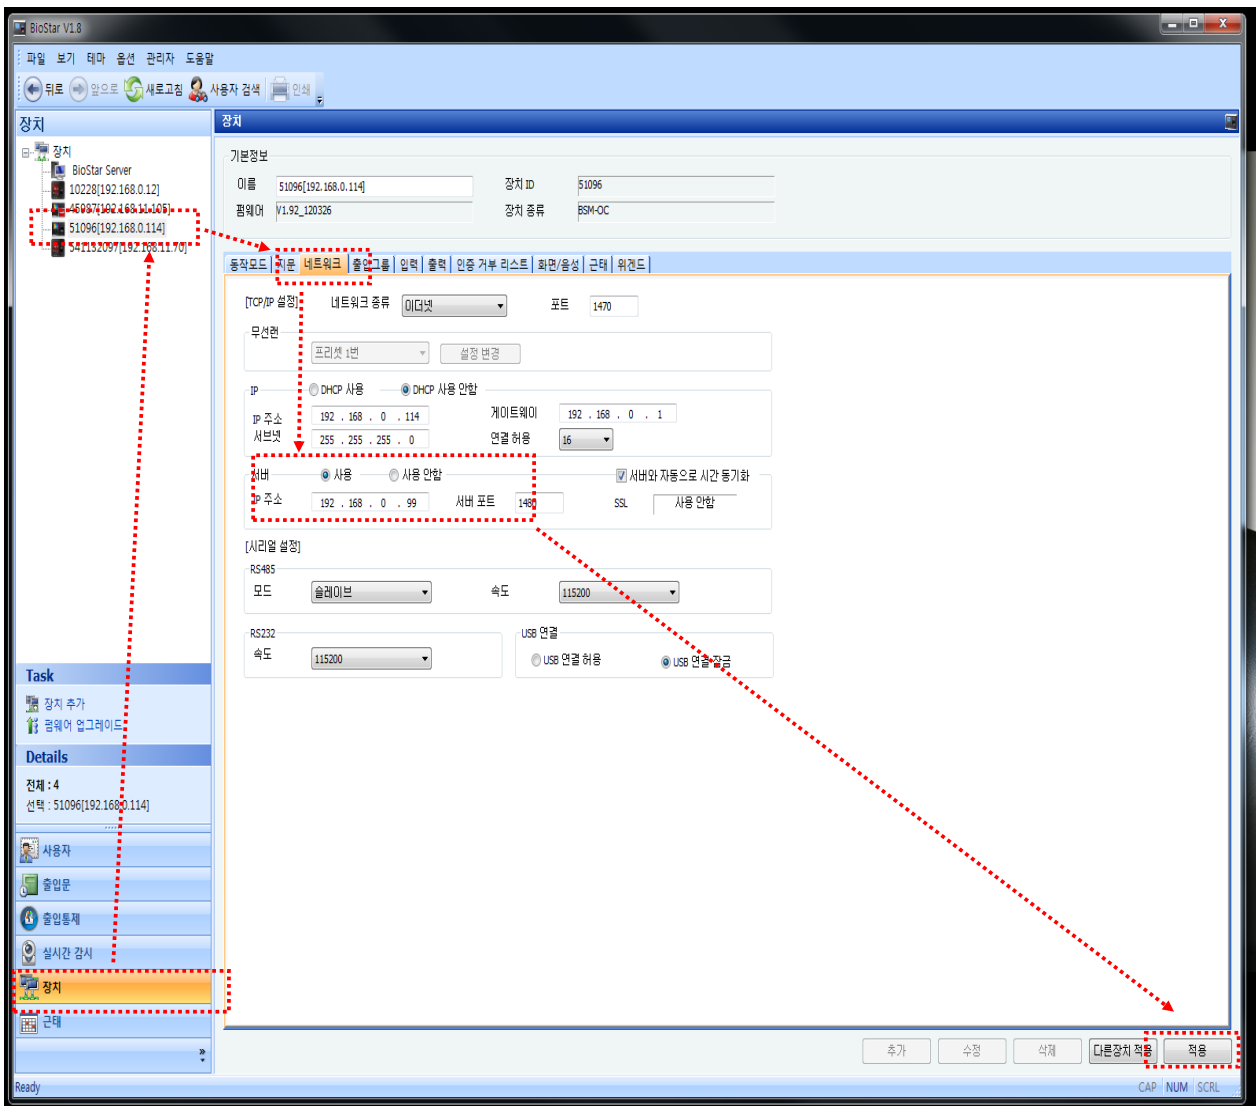 BioStar V1.8
파일 보기 테마 옵션 관리자 도움말
뒤로 앞으로 새로고침 사용자 검색 인쇄
장치
장치
BioStar Server
10228[192.168.0.12]
45987[192.168.11.105]
51096[192.168.0.114]
541132097[192.168.11.70]
Task
장치 추가
펌웨어 업그레이드
Details
전체 : 4
선택 : 51096[192.168.0.114]
사용자
출입문
출입통제
실시간 감시
장치
근태
장치
기본정보
이름 51096[192.168.0.114] 장치 ID 51096
펌웨어 V1.92_120326 장치 종류 BSM-OC
동작모드 지문 네트워크 출입그룹 입력 출력 인증 거부 리스트 화면/음성 근태 위겐드
[TCP/IP 설정] 네트워크 종류 이더넷 포트 1470
무선랜
프리셋 1번 설정 변경
IP DHCP 사용 DHCP 사용 안함
IP 주소 192 . 168 . 0 . 114 게이트웨이 192 . 168 . 0 . 1
서브넷 255 . 255 . 255 . 0 연결 허용 16
서버 사용 사용 안함 서버와 자동으로 시간 동기화
IP 주소 192 . 168 . 0 . 99 서버 포트 1480 SSL 사용 안함
[시리얼 설정]
RS485
모드 슬레이브 속도 115200
RS232 USB 연결
속도 115200 USB 연결 허용 USB 연결 잠금
추가 수정 삭제 다른장치 적용 적용
Ready CAP NUM SCRL